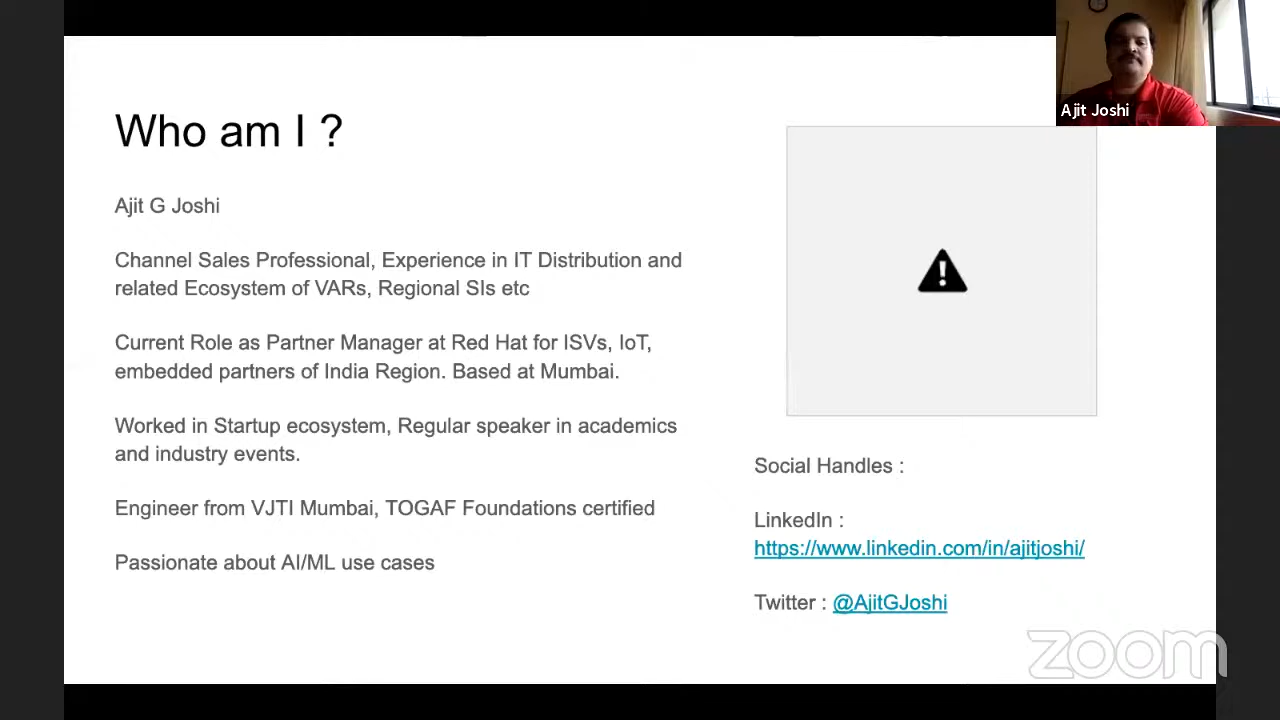 Who am I ?
Ajit G Joshi
Channel Sales Professional, Experience in IT Distribution and
related Ecosystem of VARs, Regional SIs etc
Current Role as Partner Manager at Red Hat for ISVs, IoT,
embedded partners of India Region. Based at Mumbai.
Worked in Startup ecosystem, Regular speaker in academics
and industry events.
Engineer from VJTI Mumbai, TOGAF Foundations certified
Passionate about AI/ML use cases
Ajit Joshi
Social Handles :
LinkedIn :
https://www.linkedin.com/in/ajitjoshi/
Twitter : @AjitGJoshi
zoom